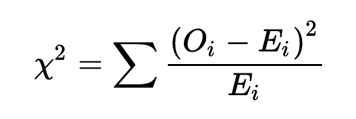 χ² = ∑ (Oᵢ − Eᵢ)² / Eᵢ